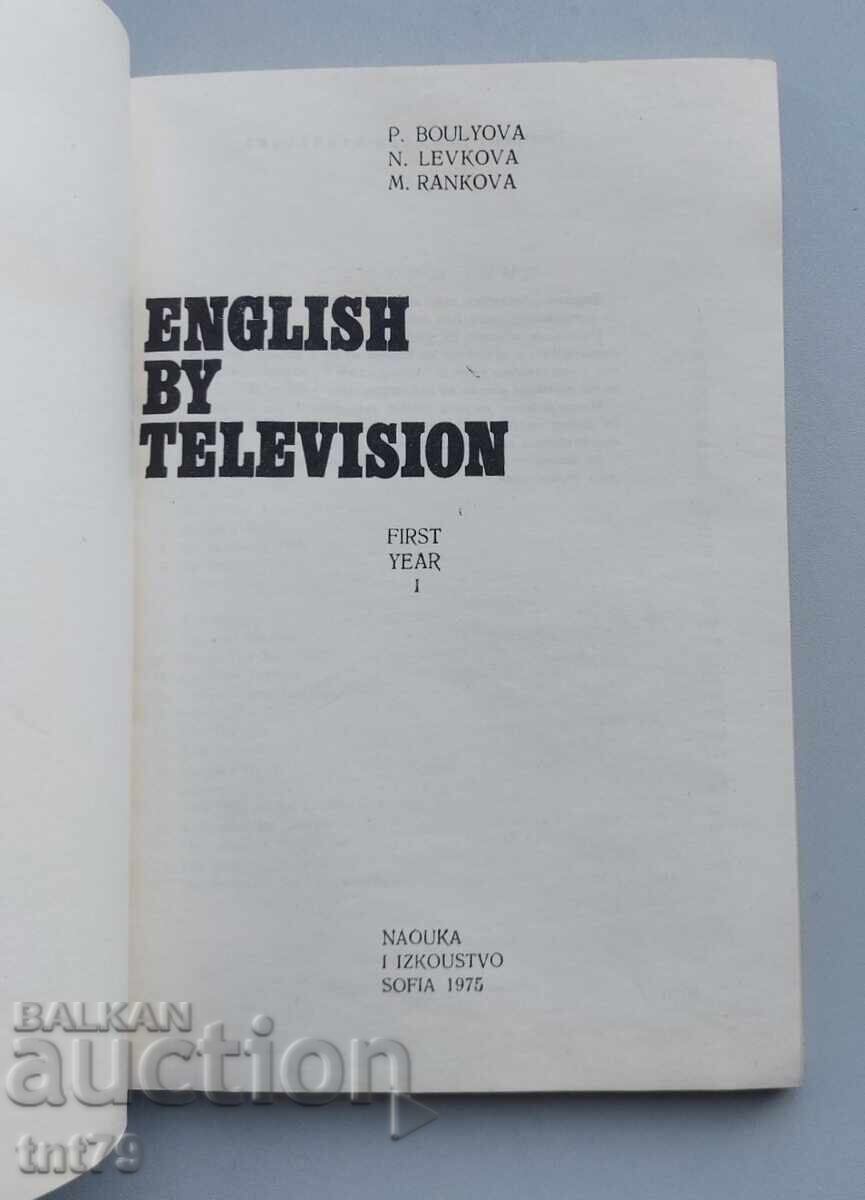 P. BOULYOVA
N. LEVKOVA
M. RANKOVA
ENGLISH
BY
TELEVISION
FIRST
YEAR
I
NAOUKA
I IZKOUSTVO
SOFIA 1975
BALKAN
auction
tnt79